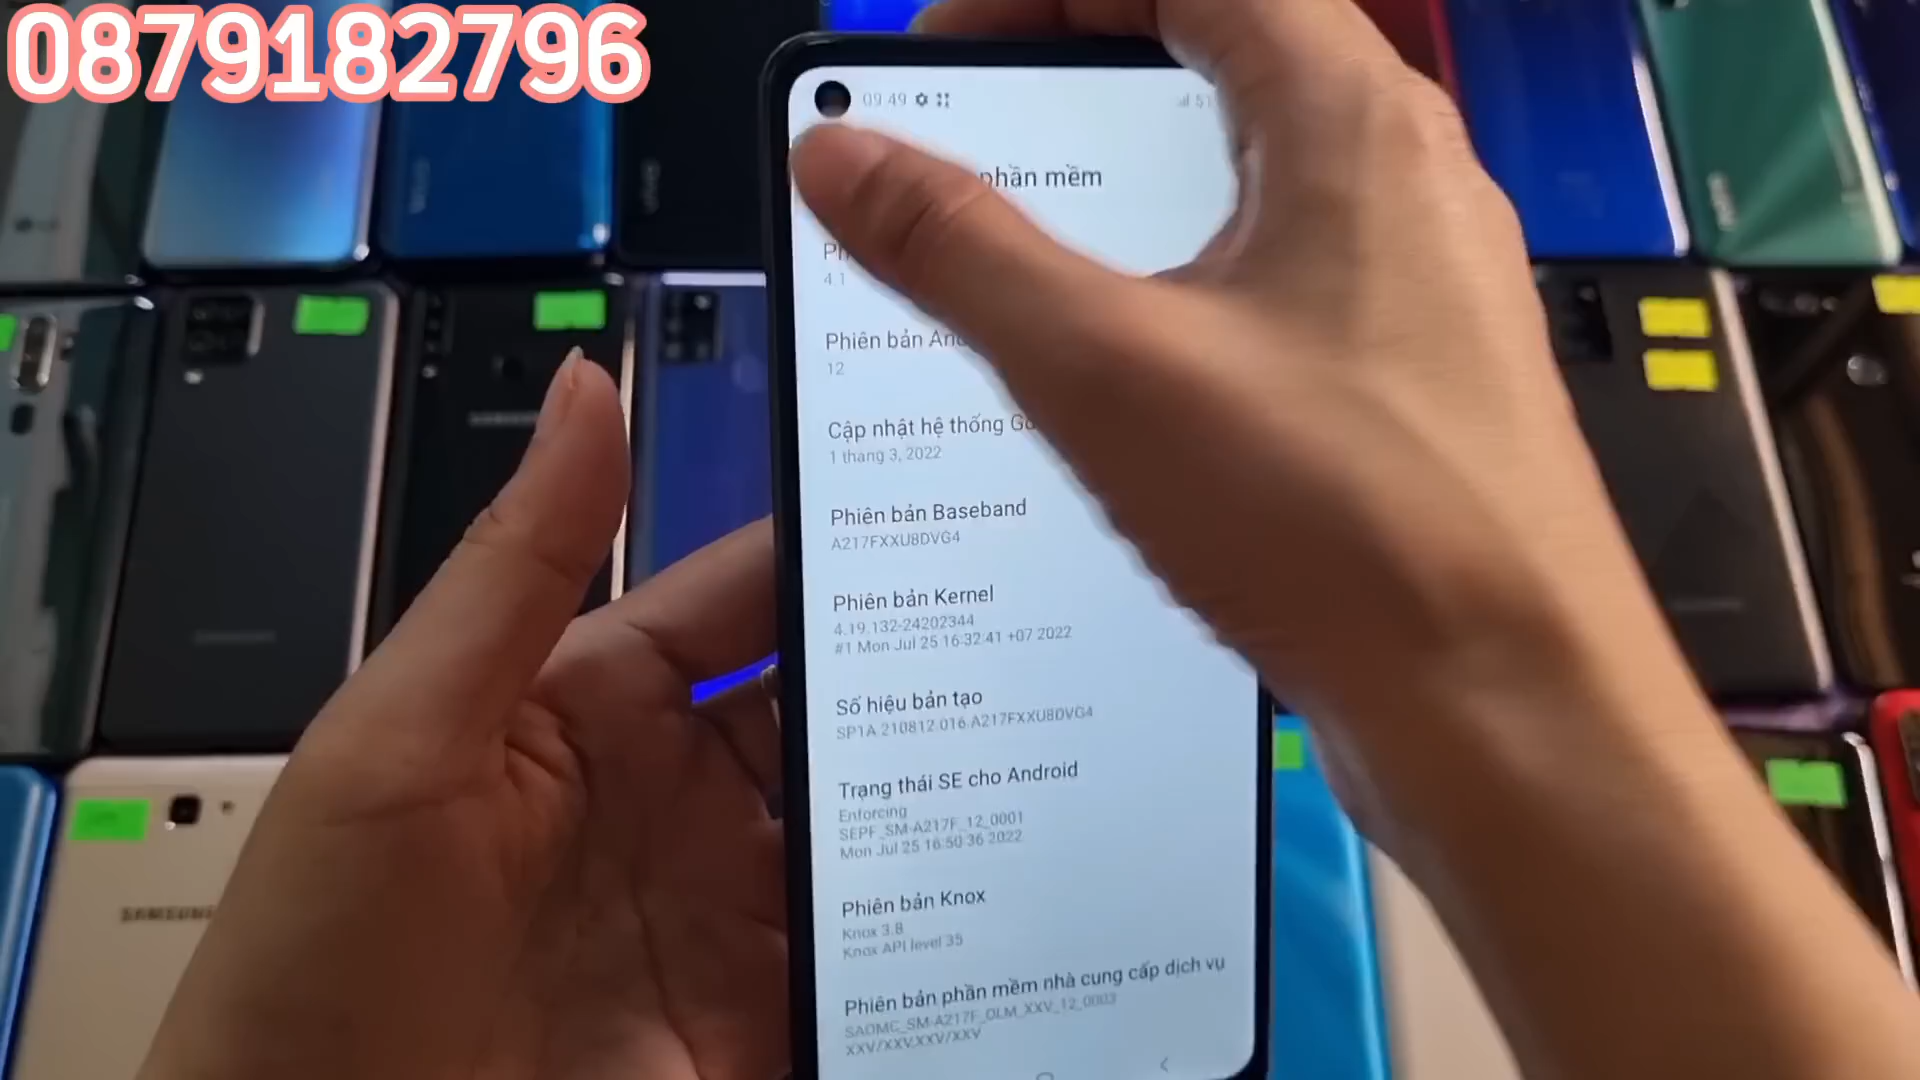 0879182796
09:49
51
phần mềm
4.1
Phiên bản
12
Cập nhật hệ thống
1 tháng 3, 2022
Phiên bản Baseband
A217FXXU8DVG4
Phiên bản Kernel
4.19.132-24202344
#1 Mon Jul 25 16:32:41 +07 2022
Số hiệu bản tạo
SP1A.210812.016.A217FXXU8DVG4
Trạng thái SE cho Android
Enforcing
SEPF_SM-A217F_12_0001
Mon Jul 25 16:50:36 2022
Phiên bản Knox
Knox 3.8
Knox API level 35
Phiên bản phần mềm nhà cung cấp dịch vụ
SAOMC_SM-A217F_OLM_XXV_12_0003
XXV/XXV,XXV/XXV
SAMSUNG